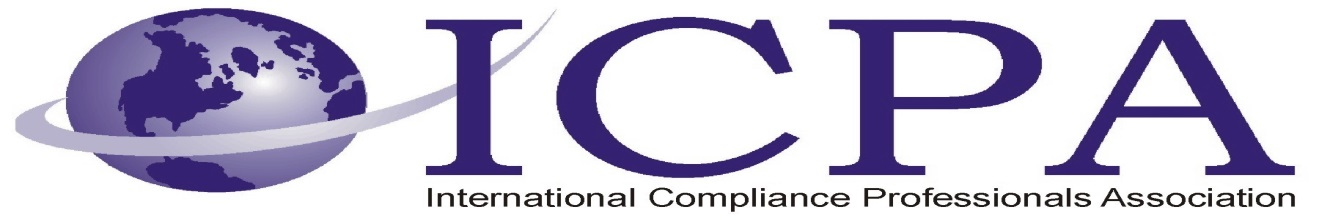 ICPA
International Compliance Professionals Association